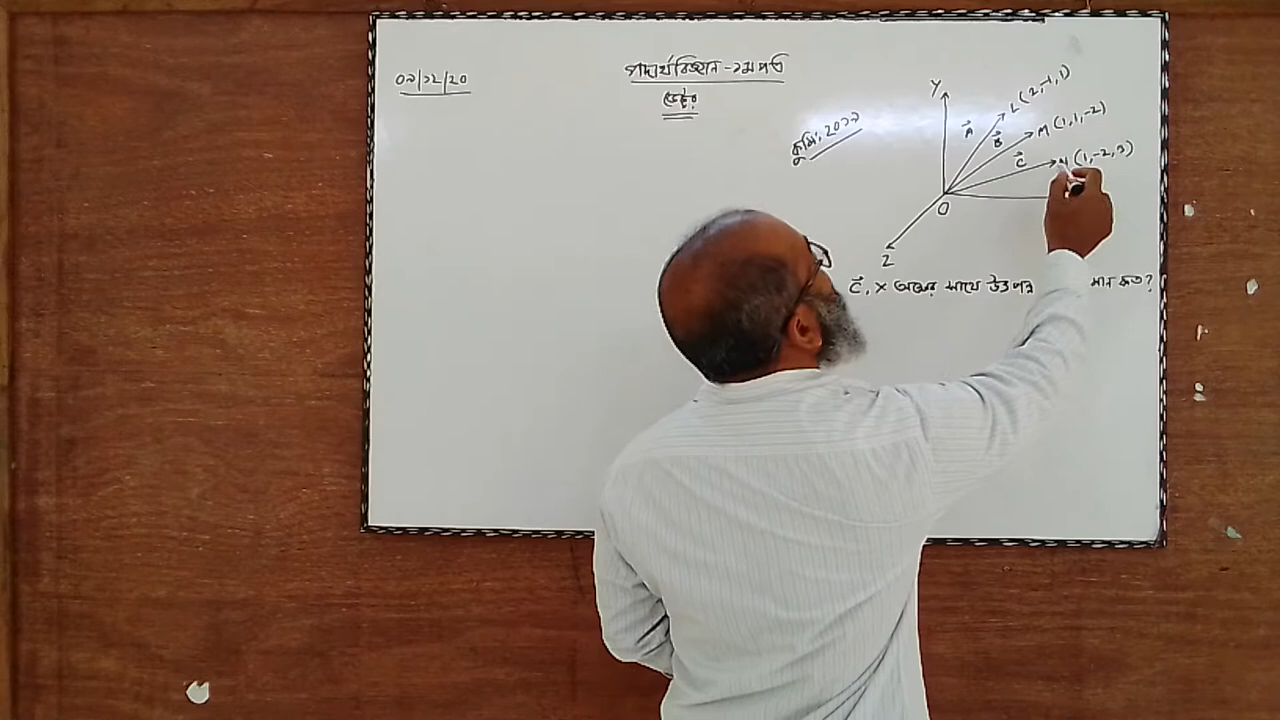 ০৯/১২/২০
পদার্থবিজ্ঞান - ১ম পত্র
ভেক্টর
কুমি, ২০১৭
Y
L (2, -1, 1)
A
M (1, 1, -2)
B
N (1, -2, 3)
C
O
Z
C, X অক্ষের সাথে উৎপন্ন মান কত?